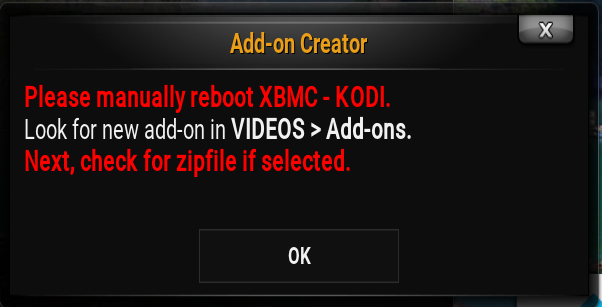 Add-on Creator
X
Please manually reboot XBMC - KODI.
Look for new add-on in VIDEOS > Add-ons.
Next, check for zipfile if selected.
OK